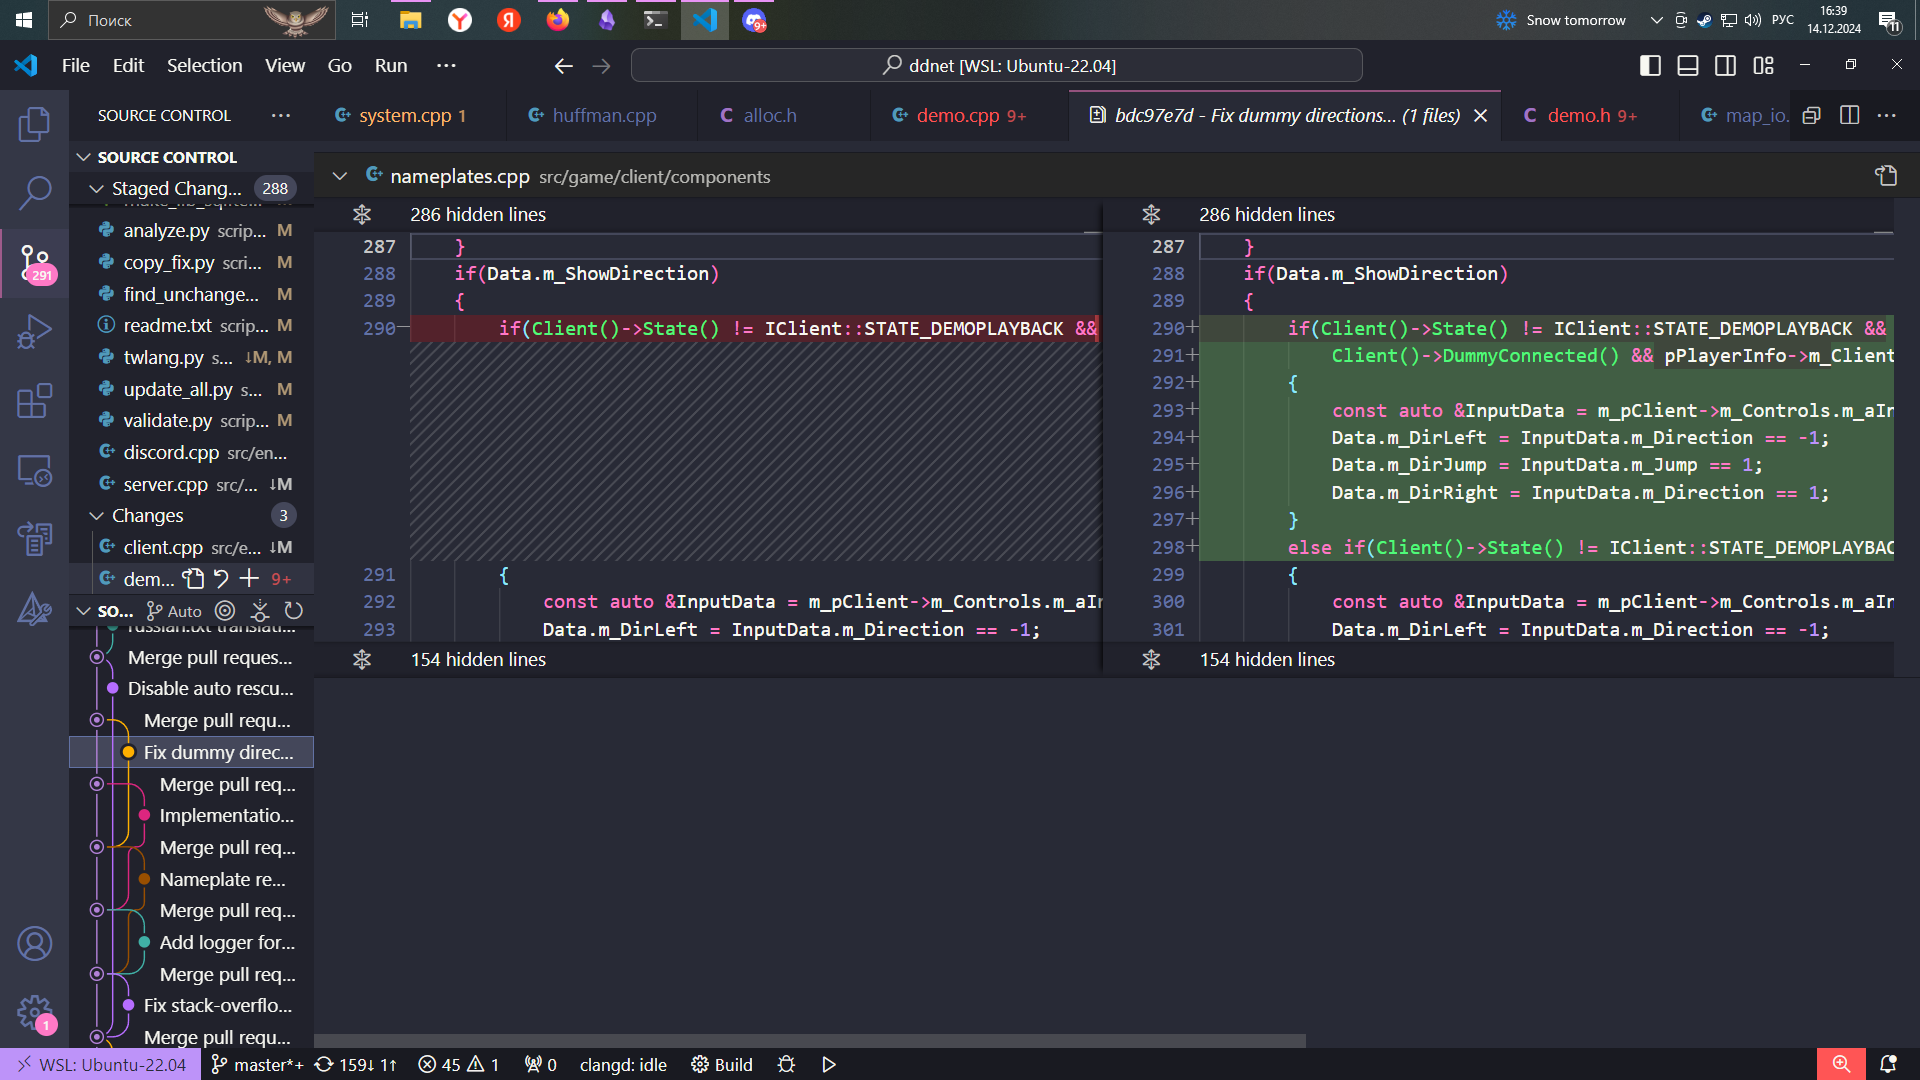 Поиск
9+
Snow tomorrow
РУС
16:39
14.12.2024
11
File Edit Selection View Go Run ···
ddnet [WSL: Ubuntu-22.04]
SOURCE CONTROL ···
system.cpp 1
huffman.cpp
C alloc.h
demo.cpp 9+
bdc97e7d - Fix dummy directions... (1 files)
C demo.h 9+
map_io.
SOURCE CONTROL
Staged Chang... 288
analyze.py scrip... M
copy_fix.py scri... M
find_unchange... M
readme.txt scrip... M
twlang.py s... ↓M, M
update_all.py s... M
validate.py scrip... M
discord.cpp src/en...
server.cpp src/... ↓M
Changes 3
client.cpp src/e... ↓M
dem... 9+
291
SO... Auto
russian.txt translati...
Merge pull reques...
Disable auto rescu...
Merge pull requ...
Fix dummy direc...
Merge pull req...
Implementatio...
Merge pull req...
Nameplate re...
Merge pull req...
Add logger for...
Merge pull req...
Fix stack-overflo...
Merge pull requ...
1
nameplates.cpp src/game/client/components
286 hidden lines
287 }
288 if(Data.m_ShowDirection)
289 {
290 if(Client()->State() != IClient::STATE_DEMOPLAYBACK &&
291 {
292 const auto &InputData = m_pClient->m_Controls.m_aIn
293 Data.m_DirLeft = InputData.m_Direction == -1;
154 hidden lines
286 hidden lines
287 }
288 if(Data.m_ShowDirection)
289 {
290+ if(Client()->State() != IClient::STATE_DEMOPLAYBACK &&
291+ Client()->DummyConnected() && pPlayerInfo->m_Client
292+ {
293+ const auto &InputData = m_pClient->m_Controls.m_aIn
294+ Data.m_DirLeft = InputData.m_Direction == -1;
295+ Data.m_DirJump = InputData.m_Jump == 1;
296+ Data.m_DirRight = InputData.m_Direction == 1;
297+ }
298+ else if(Client()->State() != IClient::STATE_DEMOPLAYBAC
299 {
300 const auto &InputData = m_pClient->m_Controls.m_aIn
301 Data.m_DirLeft = InputData.m_Direction == -1;
154 hidden lines
WSL: Ubuntu-22.04 master*+ 159↓ 1↑ 45 1 0 clangd: idle Build